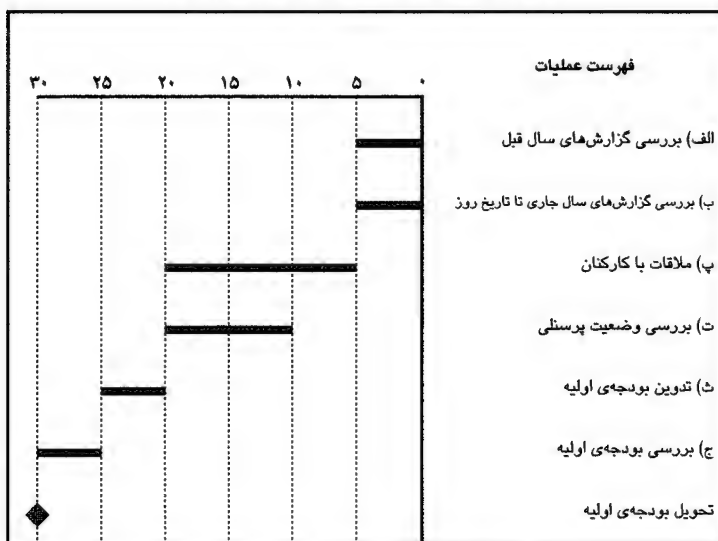 فهرست عملیات
۰ ۵ ۱۰ ۱۵ ۲۰ ۲۵ ۳۰
الف) بررسی گزارش‌های سال قبل
ب) بررسی گزارش‌های سال جاری تا تاریخ روز
پ) ملاقات با کارکنان
ت) بررسی وضعیت پرسنلی
ث) تدوین بودجه‌ی اولیه
ج) بررسی بودجه‌ی اولیه
تحویل بودجه‌ی اولیه